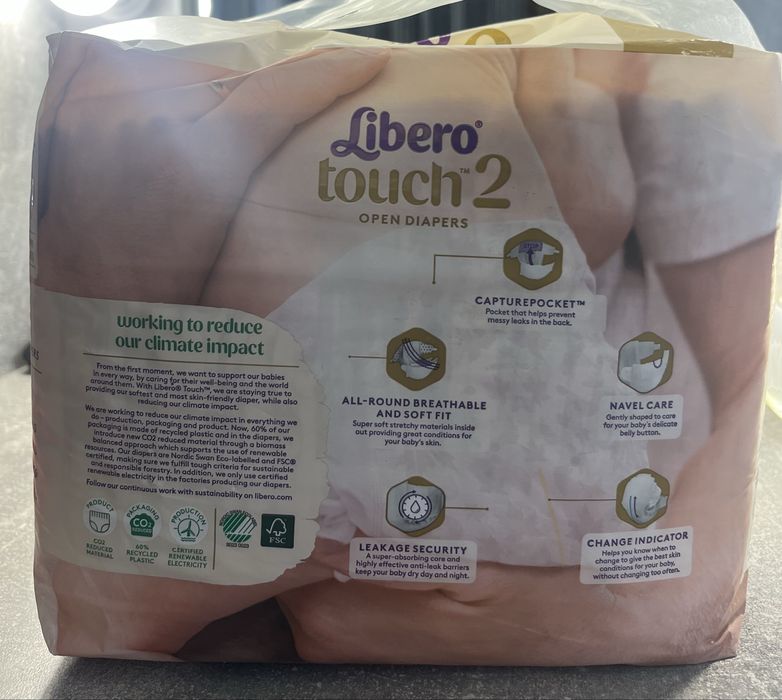 Libero®
touch™ 2
OPEN DIAPERS
STOP
CAPTUREPOCKET™
Pocket that helps prevent
messy leaks in the back.
working to reduce
our climate impact
From the first moment, we want to support our babies
in every way, by caring for their well-being and the world
around them. With Libero® Touch™, we are staying true to
providing our softest and most skin-friendly diaper, while also
reducing our climate impact.
We are working to reduce our climate impact in everything we
do – production, packaging and product. Now, 60% of our
packaging is made of recycled plastic and in the diapers, we
introduce new CO2 reduced material through a biomass
balanced approach which supports the use of renewable
resources. Our diapers are Nordic Swan Eco-labelled and FSC®
certified, making sure we fulfill tough criteria for sustainable
and responsible forestry. In addition, we only use certified
renewable electricity in the factories producing our diapers.
Follow our continuous work with sustainability on libero.com
PRODUCT
CO2
REDUCED
MATERIAL
PACKAGING
CO2
REDUCED
60%
RECYCLED
PLASTIC
PRODUCTION
CERTIFIED
RENEWABLE
ELECTRICITY
FSC
ALL-ROUND BREATHABLE
AND SOFT FIT
Super soft stretchy materials inside
out providing great conditions for
your baby's skin.
NAVEL CARE
Gently shaped to care
for your baby's delicate
belly button.
LEAKAGE SECURITY
A super-absorbing care and
highly effective anti-leak barriers
keep your baby dry day and night.
CHANGE INDICATOR
Helps you know when to
change to give the best skin
conditions for your baby,
without changing too often.